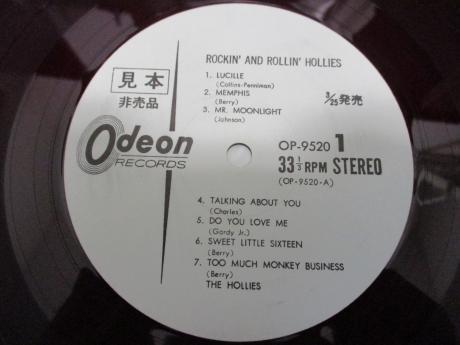 ROCKIN' AND ROLLIN' HOLLIES
1. LUCILLE
(Collins-Penniman)
2. MEMPHIS
(Berry)
3. MR. MOONLIGHT
(Johnson)
見本
非売品
3/25発売
Odeon
RECORDS
OP-9520 1
33 1/3 RPM STEREO
(OP-9520-A)
4. TALKING ABOUT YOU
(Charles)
5. DO YOU LOVE ME
(Gordy Jr.)
6. SWEET LITTLE SIXTEEN
(Berry)
7. TOO MUCH MONKEY BUSINESS
(Berry)
THE HOLLIES